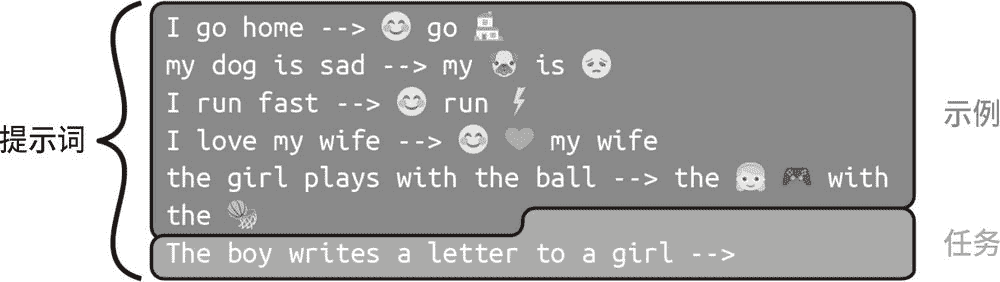 提示词
I go home --> 😊 go 🏠
my dog is sad --> my 🐶 is 😞
I run fast --> 😊 run ⚡
I love my wife --> 😊 ❤ my wife
the girl plays with the ball --> the 👧 🎮 with
the 🏀
The boy writes a letter to a girl -->
示例
任务